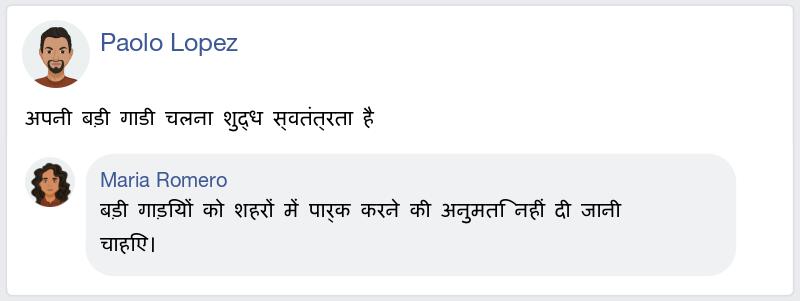 Paolo Lopez
अपनी बड़ी गाडी चलना शुद्ध स्वतंत्रता है
Maria Romero
बड़ी गाड़ियों को शहरों में पार्क करने की अनुमति नहीं दी जानी
चाहिए।